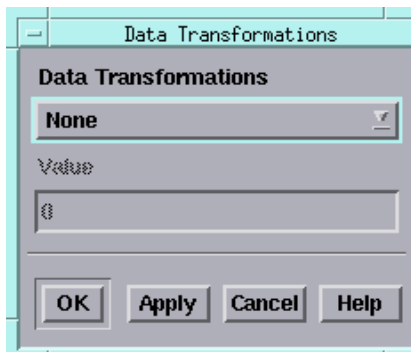 Data Transformations
Data Transformations
None
Value
0
OK Apply Cancel Help